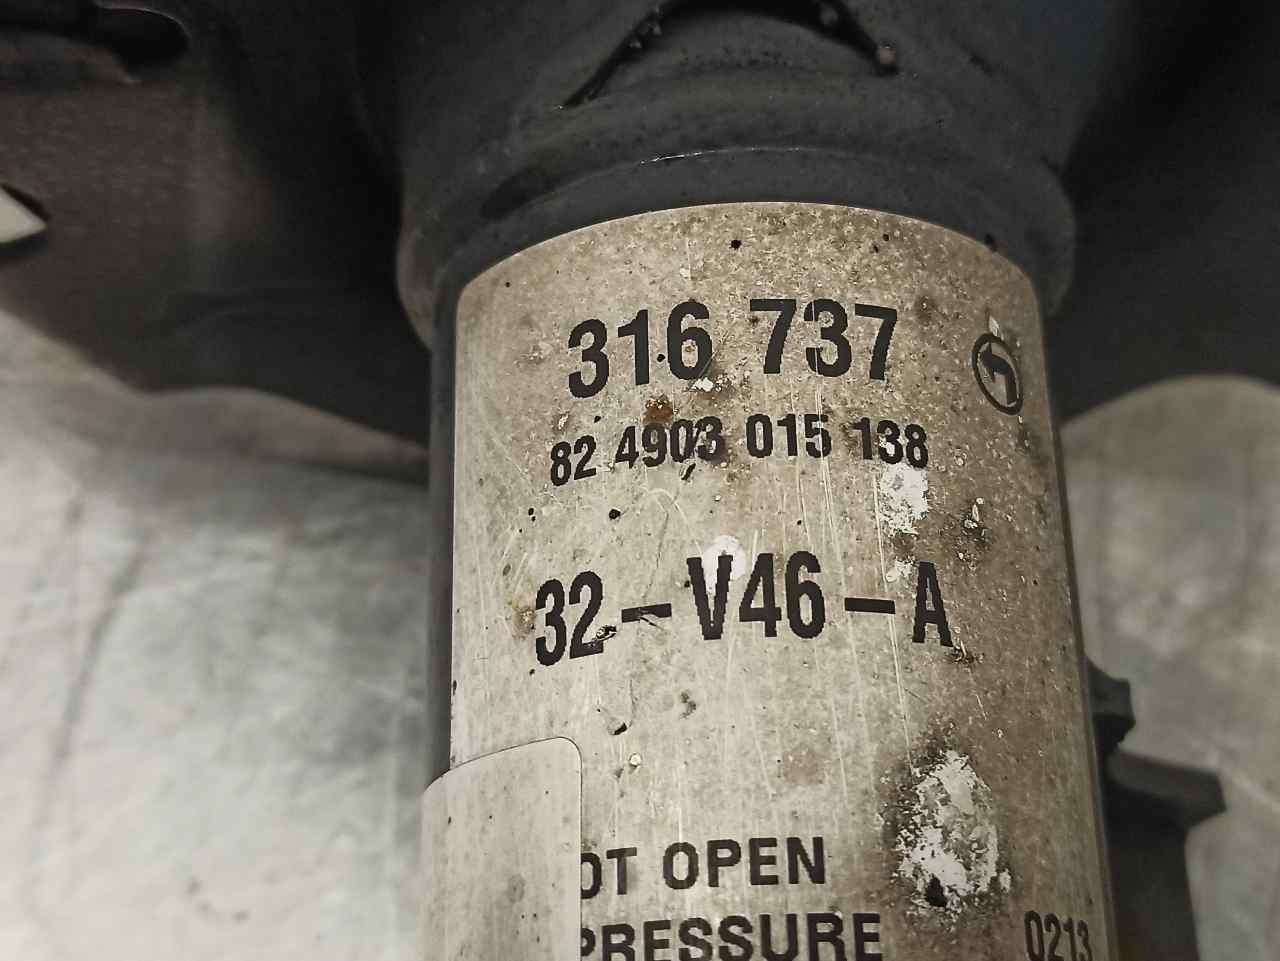 316 737
82 4903 015 138
32-V46-A
OT OPEN
PRESSURE
0213